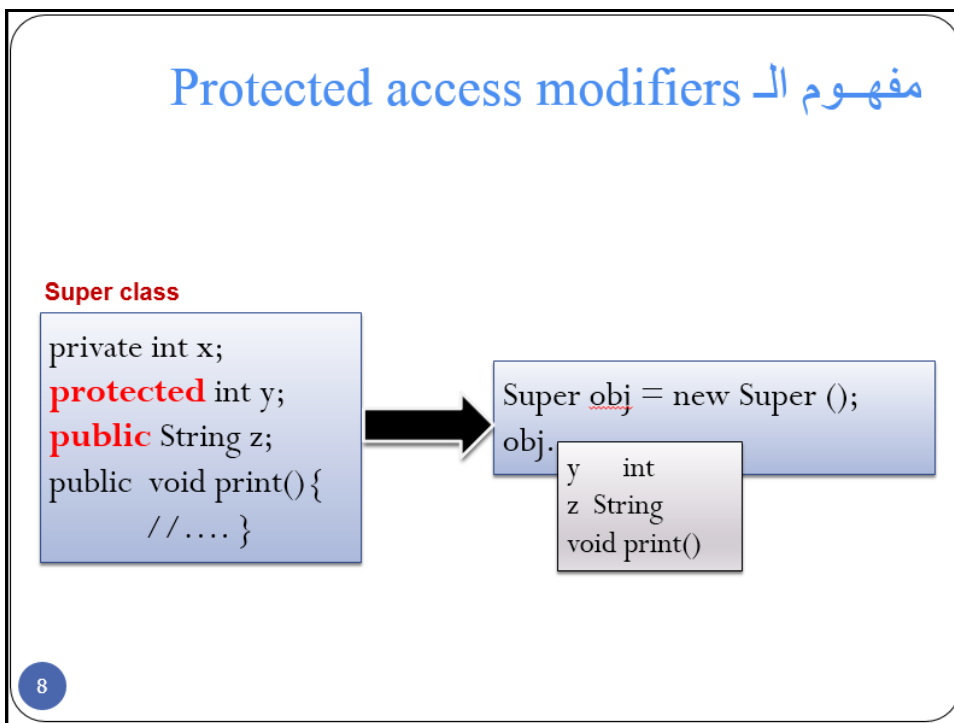 مفهــوم الـ Protected access modifiers
Super class
private int x;
protected int y;
public String z;
public void print(){
//.... }
Super obj = new Super ();
obj.
y int
z String
void print()
8